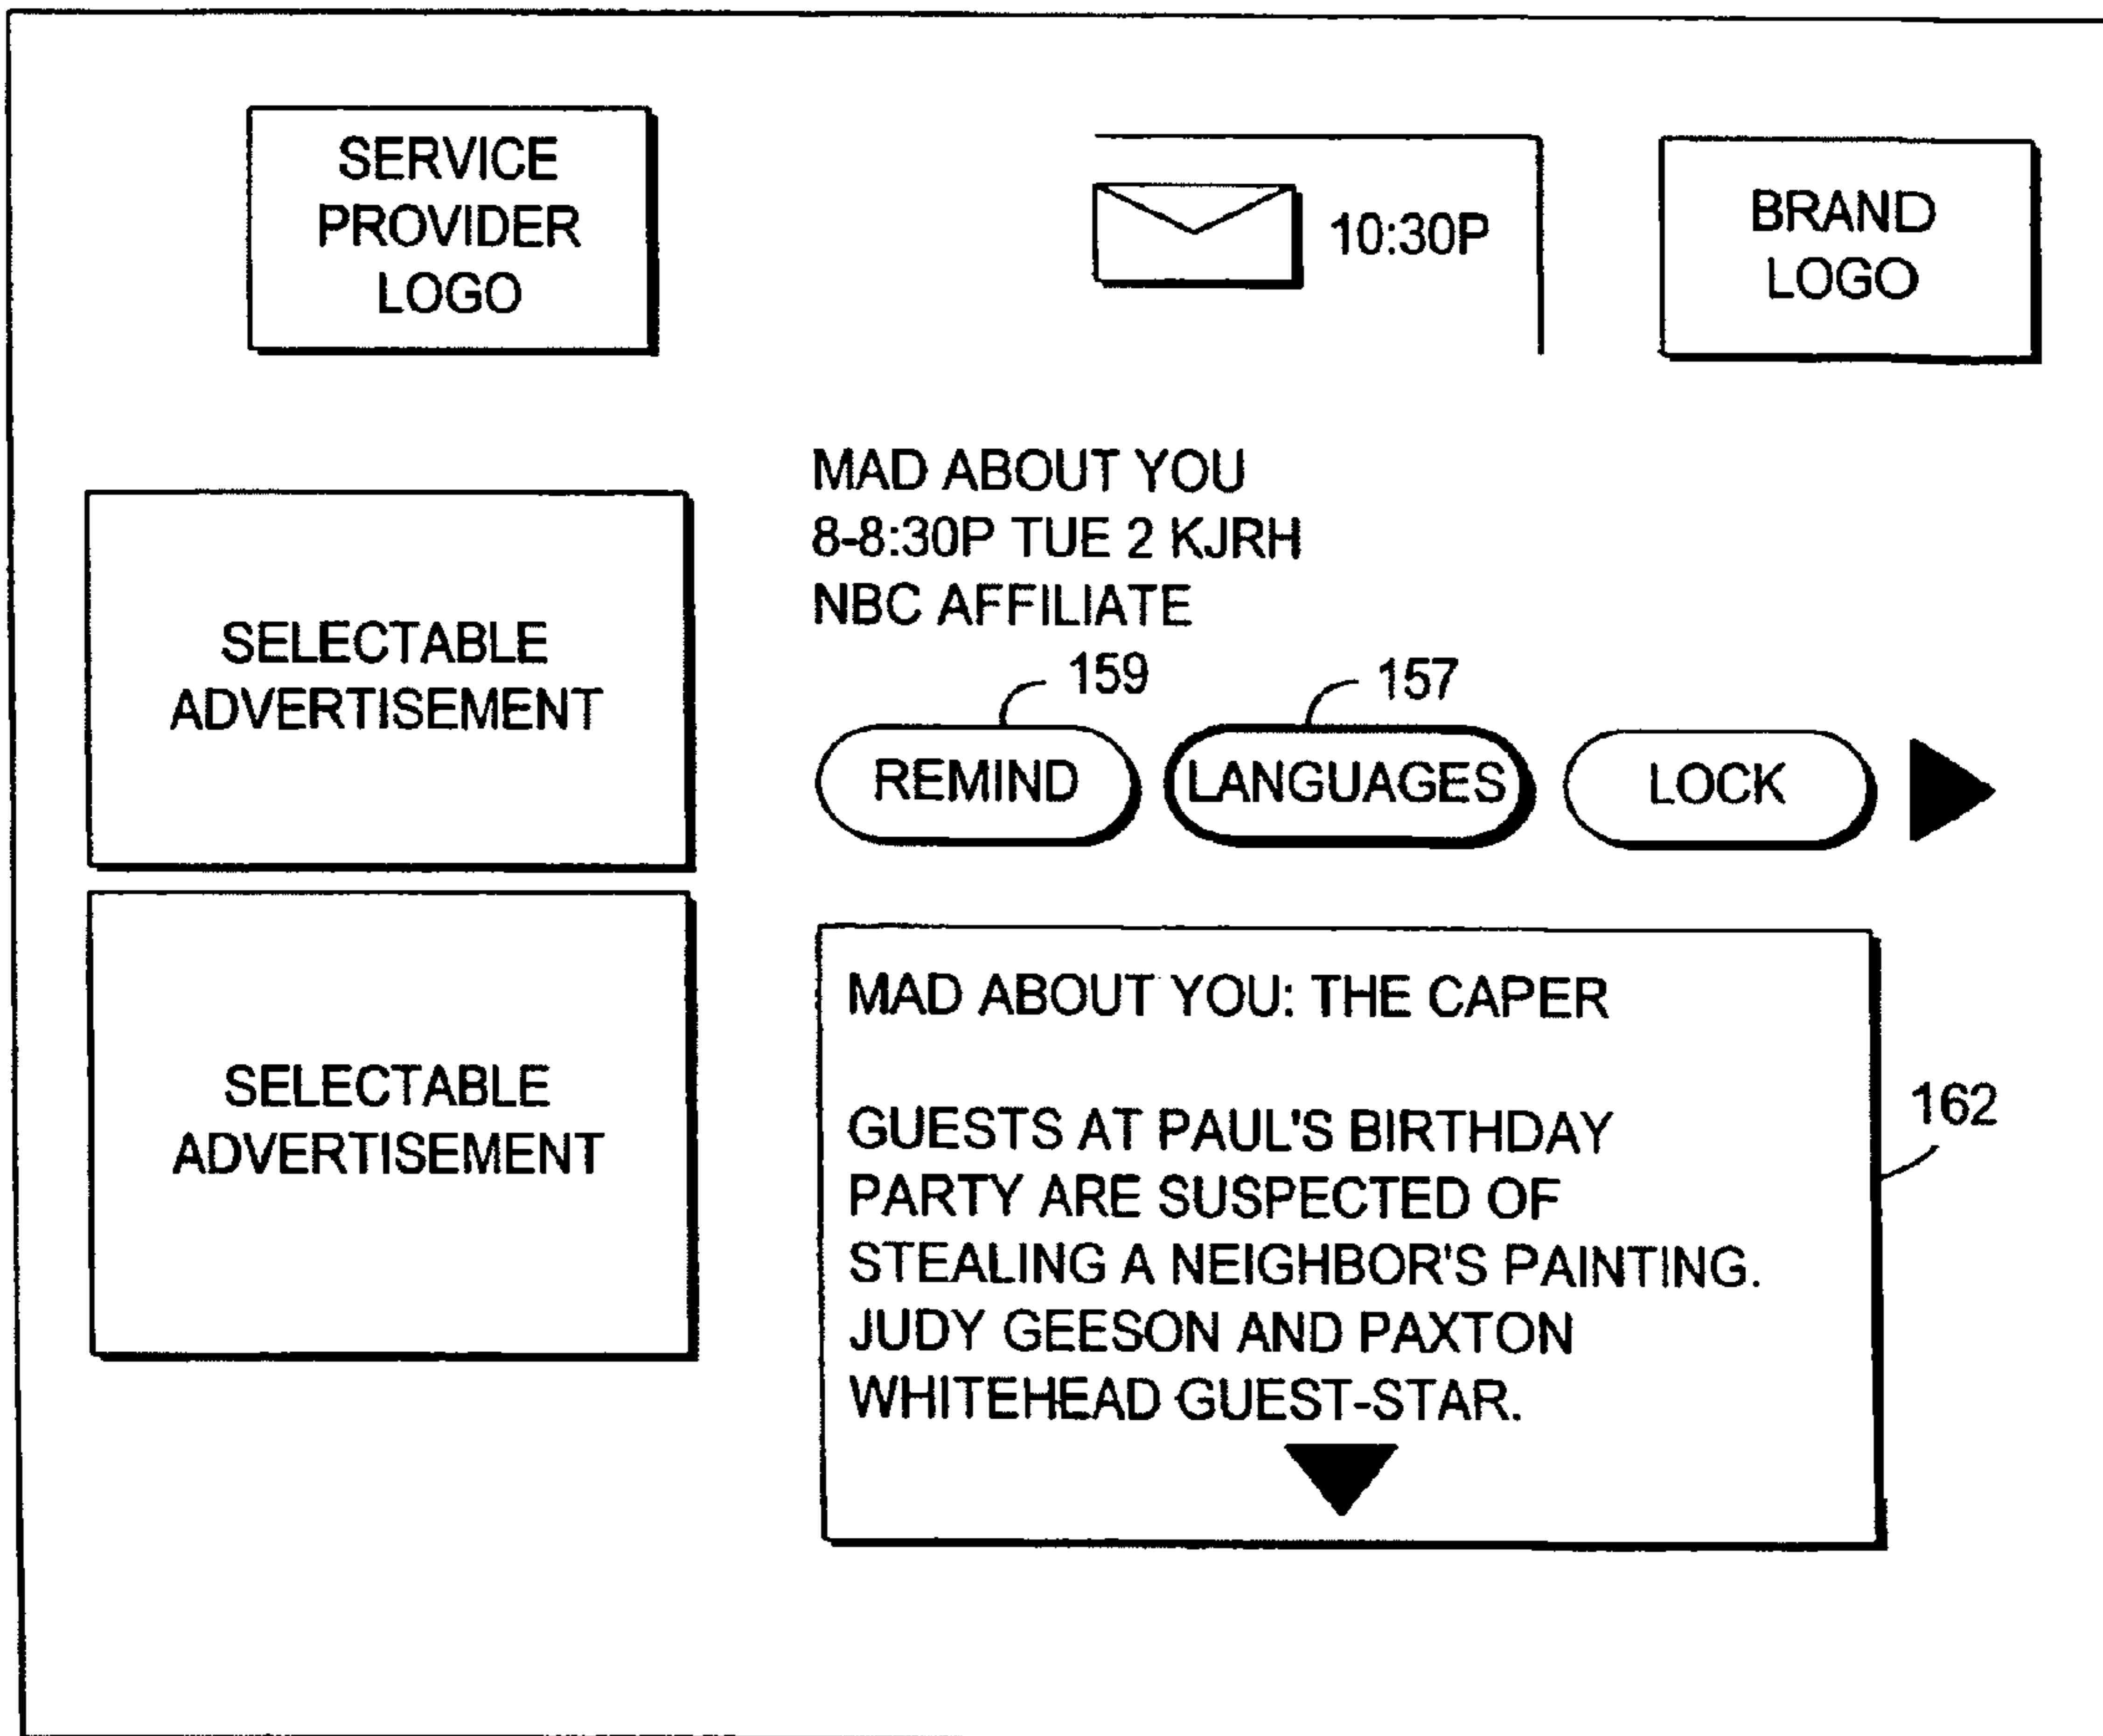 SERVICE
PROVIDER
LOGO
10:30P
BRAND
LOGO
SELECTABLE
ADVERTISEMENT
SELECTABLE
ADVERTISEMENT
MAD ABOUT YOU
8-8:30P TUE 2 KJRH
NBC AFFILIATE
159
157
REMIND
LANGUAGES
LOCK
MAD ABOUT YOU: THE CAPER
GUESTS AT PAUL'S BIRTHDAY
PARTY ARE SUSPECTED OF
STEALING A NEIGHBOR'S PAINTING.
JUDY GEESON AND PAXTON
WHITEHEAD GUEST-STAR.
162